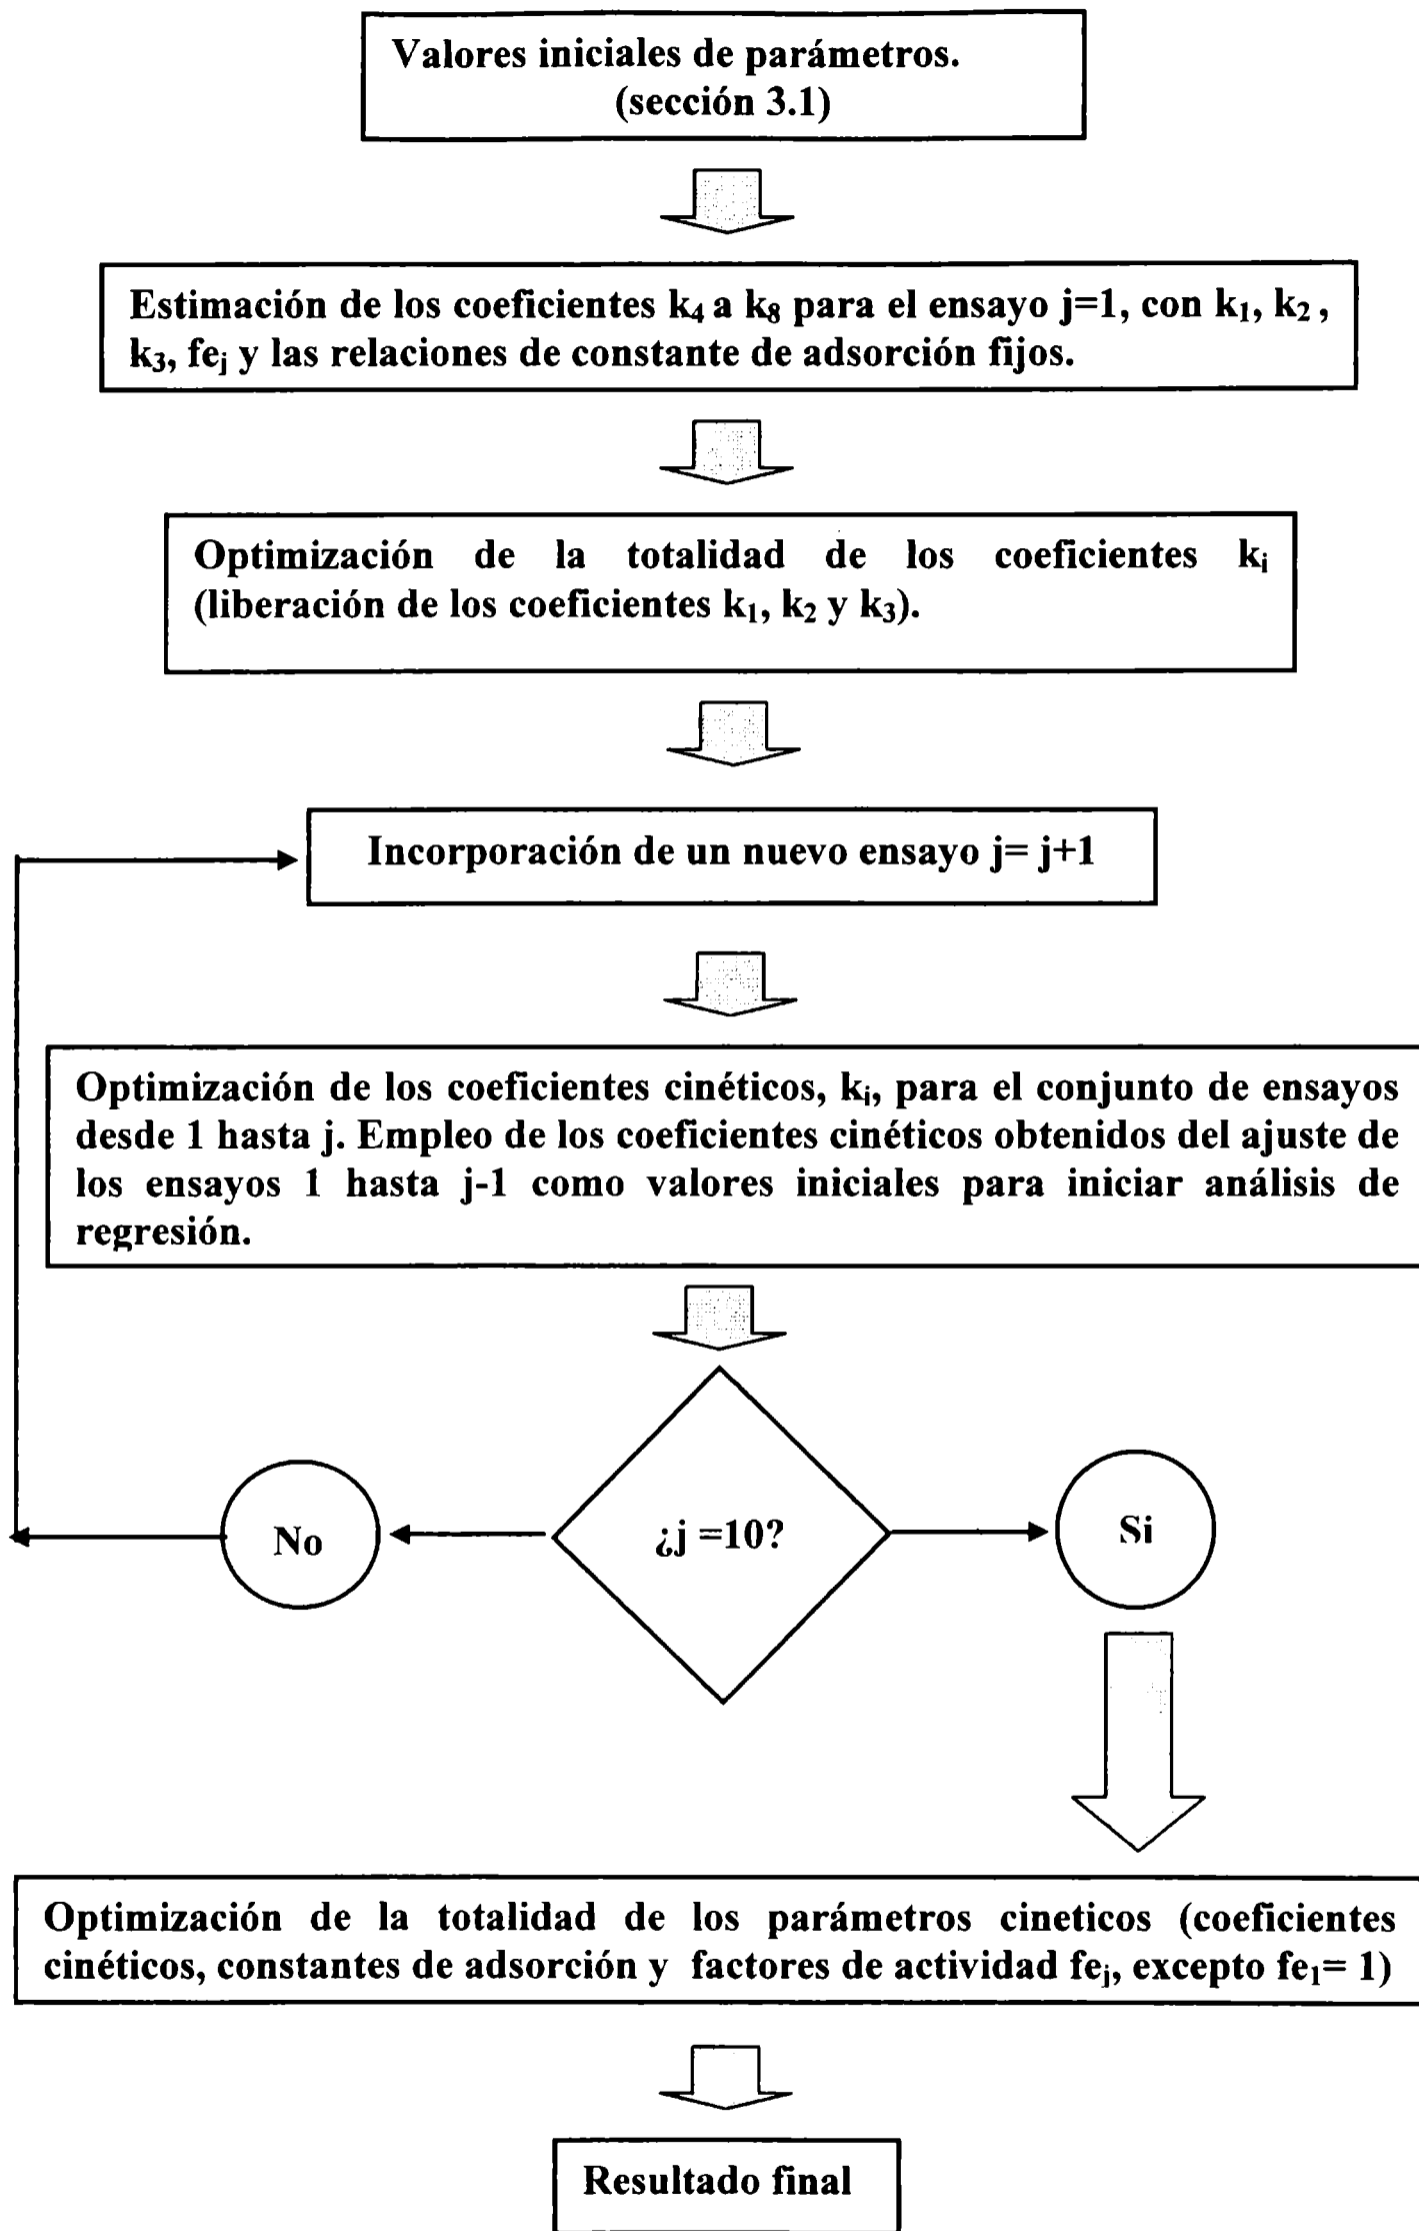 Valores iniciales de parámetros.
(sección 3.1)
Estimación de los coeficientes k₄ a k₈ para el ensayo j=1, con k₁, k₂ ,
k₃, feⱼ y las relaciones de constante de adsorción fijos.
Optimización de la totalidad de los coeficientes kᵢ
(liberación de los coeficientes k₁, k₂ y k₃).
Incorporación de un nuevo ensayo j= j+1
Optimización de los coeficientes cinéticos, kᵢ, para el conjunto de ensayos
desde 1 hasta j. Empleo de los coeficientes cinéticos obtenidos del ajuste de
los ensayos 1 hasta j-1 como valores iniciales para iniciar análisis de
regresión.
No
¿j =10?
Si
Optimización de la totalidad de los parámetros cineticos (coeficientes
cinéticos, constantes de adsorción y factores de actividad feⱼ, excepto fe₁= 1)
Resultado final